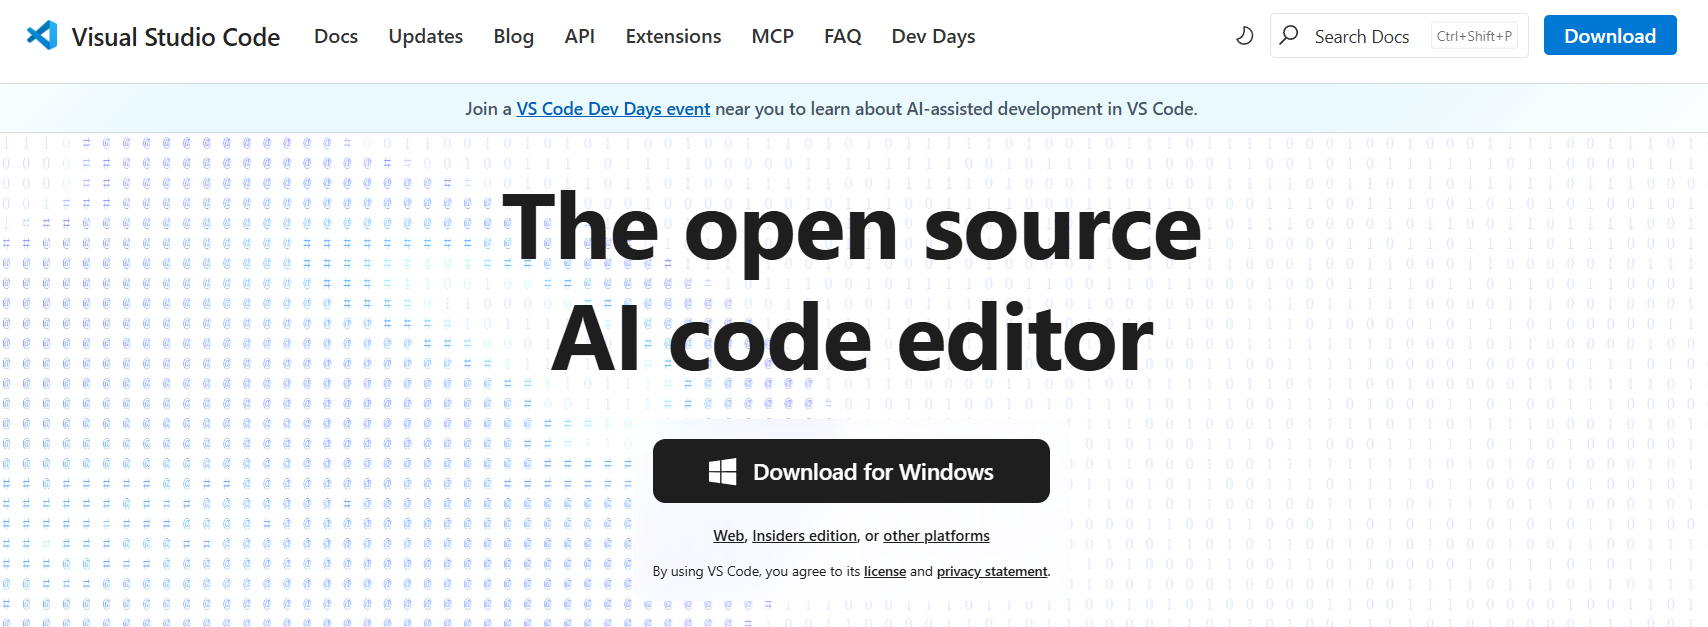 Visual Studio Code Docs Updates Blog API Extensions MCP FAQ Dev Days Search Docs Ctrl+Shift+P Download
Join a VS Code Dev Days event near you to learn about AI-assisted development in VS Code.
The open source
AI code editor
Download for Windows
Web, Insiders edition, or other platforms
By using VS Code, you agree to its license and privacy statement.